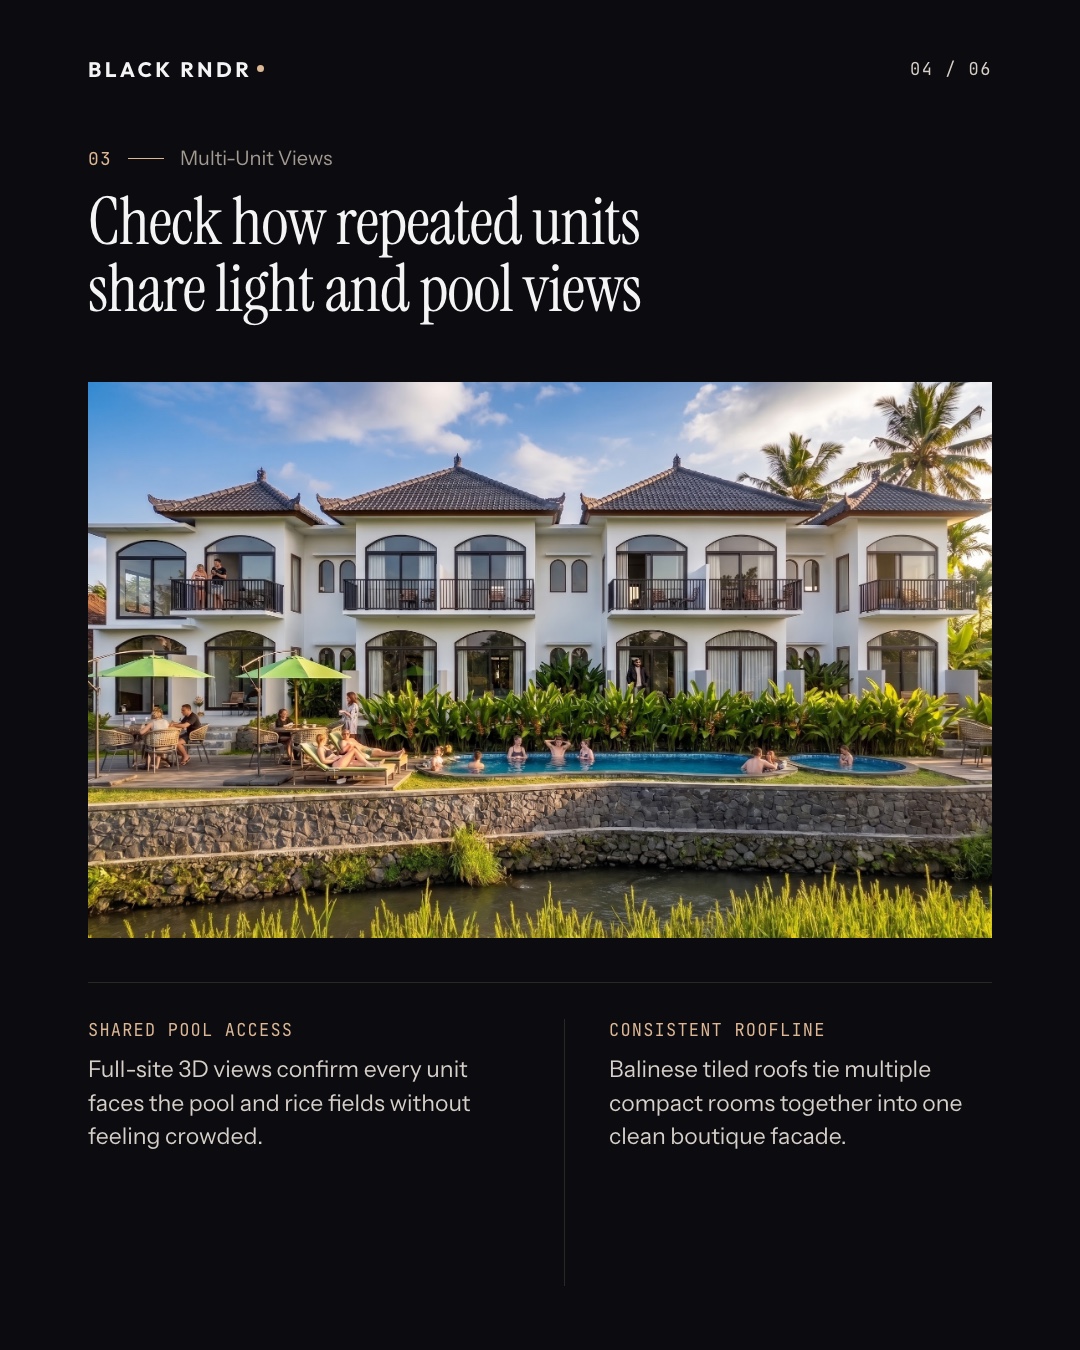 BLACK RNDR
04 / 06
03 — Multi-Unit Views
Check how repeated units
share light and pool views
SHARED POOL ACCESS
Full-site 3D views confirm every unit
faces the pool and rice fields without
feeling crowded.
CONSISTENT ROOFLINE
Balinese tiled roofs tie multiple
compact rooms together into one
clean boutique facade.